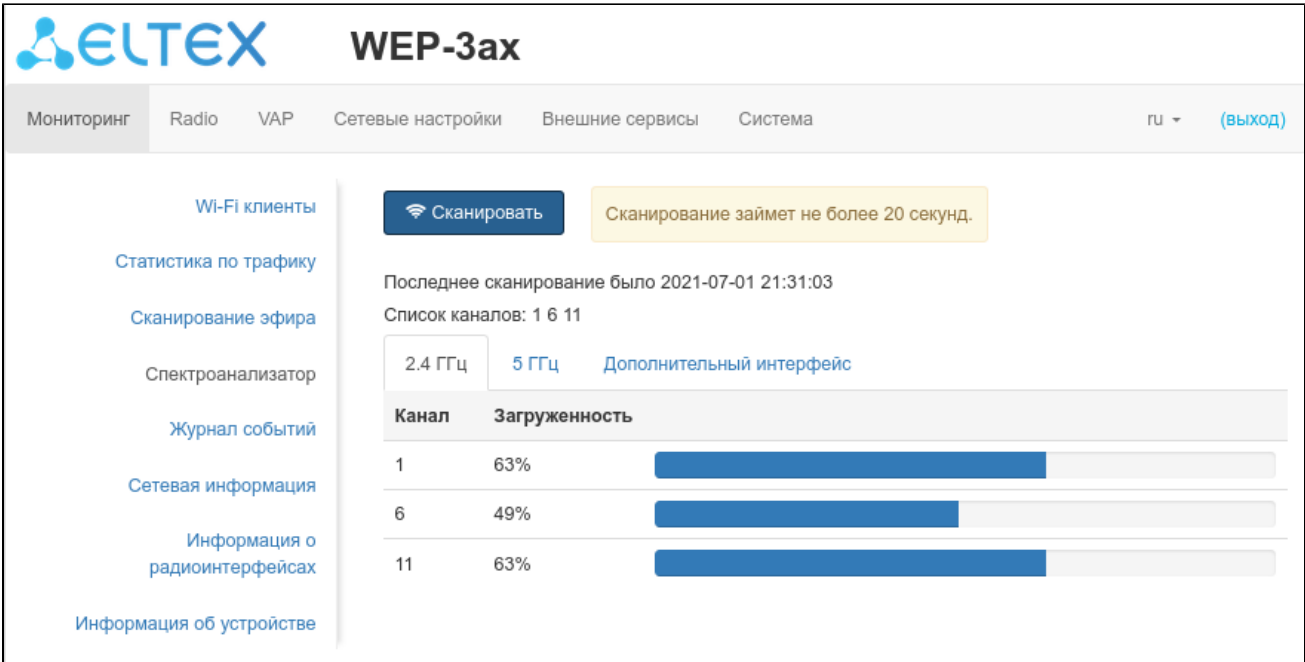 ELTEX WEP-3ax
Мониторинг Radio VAP Сетевые настройки Внешние сервисы Система ru (выход)
Wi-Fi клиенты
Статистика по трафику
Сканирование эфира
Спектроанализатор
Журнал событий
Сетевая информация
Информация о
радиоинтерфейсах
Информация об устройстве
Сканировать Сканирование займет не более 20 секунд.
Последнее сканирование было 2021-07-01 21:31:03
Список каналов: 1 6 11
2.4 ГГц 5 ГГц Дополнительный интерфейс
Канал Загруженность
1 63%
6 49%
11 63%